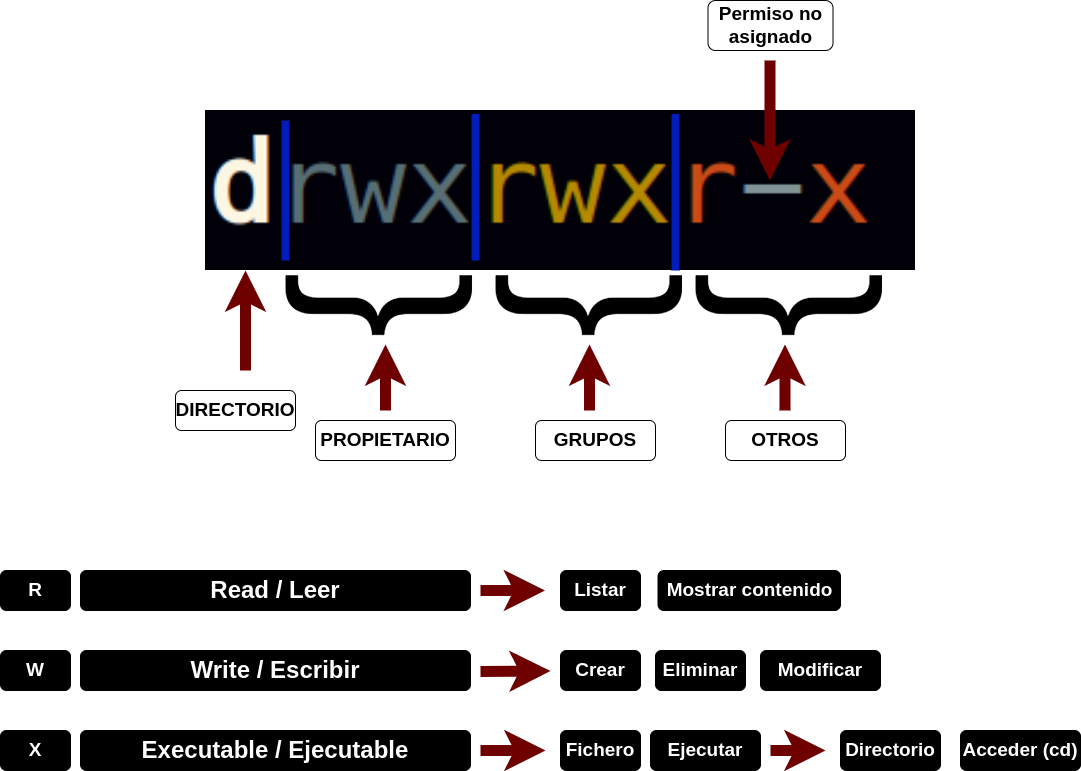 Permiso no
asignado
drwxrwxr-x
DIRECTORIO
PROPIETARIO
GRUPOS
OTROS
R Read / Leer Listar Mostrar contenido
W Write / Escribir Crear Eliminar Modificar
X Executable / Ejecutable Fichero Ejecutar Directorio Acceder (cd)